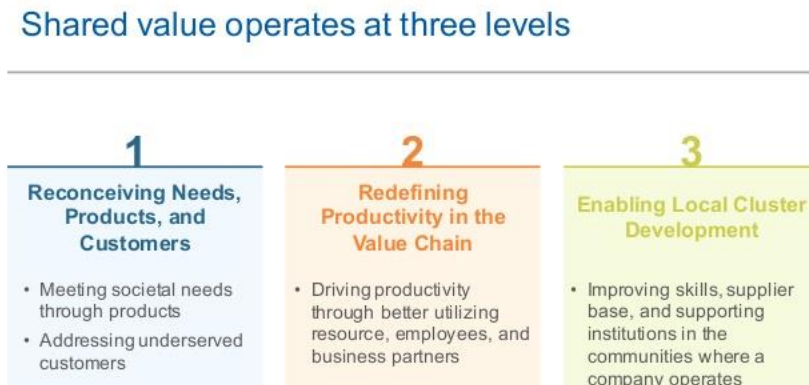 Shared value operates at three levels
1
Reconceiving Needs,
Products, and
Customers
• Meeting societal needs
through products
• Addressing underserved
customers
2
Redefining
Productivity in the
Value Chain
• Driving productivity
through better utilizing
resource, employees, and
business partners
3
Enabling Local Cluster
Development
• Improving skills, supplier
base, and supporting
institutions in the
communities where a
company operates